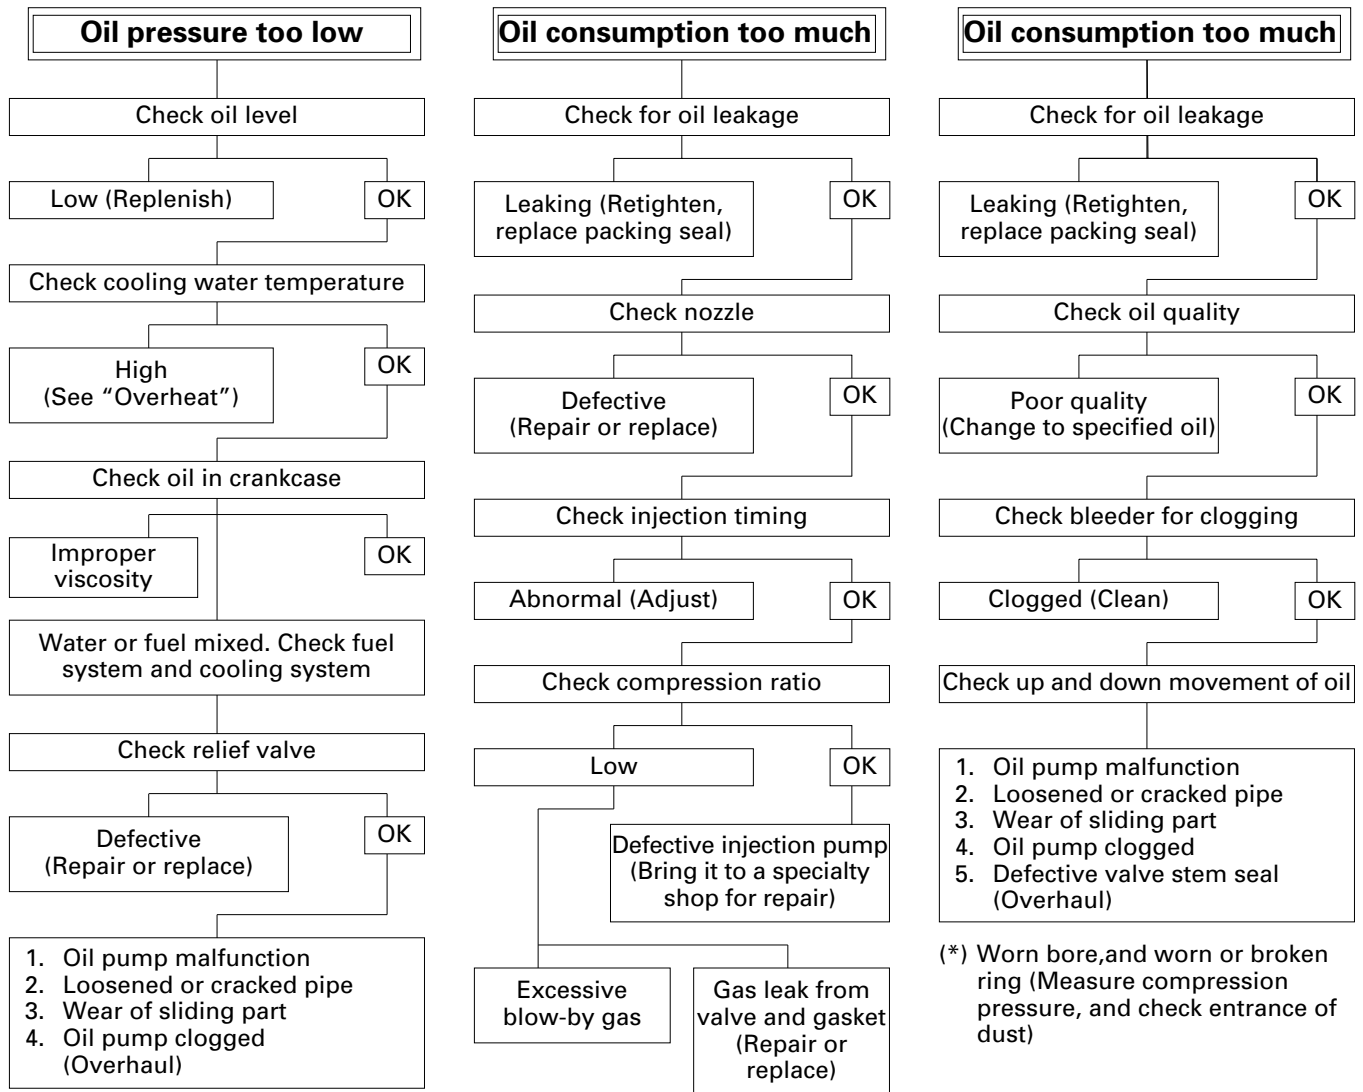 Oil pressure too low
Check oil level
Low (Replenish)
OK
Check cooling water temperature
High
(See “Overheat”)
OK
Check oil in crankcase
Improper
viscosity
OK
Water or fuel mixed. Check fuel
system and cooling system
Check relief valve
Defective
(Repair or replace)
OK
1. Oil pump malfunction
2. Loosened or cracked pipe
3. Wear of sliding part
4. Oil pump clogged
(Overhaul)
Oil consumption too much
Check for oil leakage
Leaking (Retighten,
replace packing seal)
OK
Check nozzle
Defective
(Repair or replace)
OK
Check injection timing
Abnormal (Adjust)
OK
Check compression ratio
Low
OK
Defective injection pump
(Bring it to a specialty
shop for repair)
Excessive
blow-by gas
Gas leak from
valve and gasket
(Repair or
replace)
Oil consumption too much
Check for oil leakage
Leaking (Retighten,
replace packing seal)
OK
Check oil quality
Poor quality
(Change to specified oil)
OK
Check bleeder for clogging
Clogged (Clean)
OK
Check up and down movement of oil
1. Oil pump malfunction
2. Loosened or cracked pipe
3. Wear of sliding part
4. Oil pump clogged
5. Defective valve stem seal
(Overhaul)
(*) Worn bore,and worn or broken
ring (Measure compression
pressure, and check entrance of
dust)